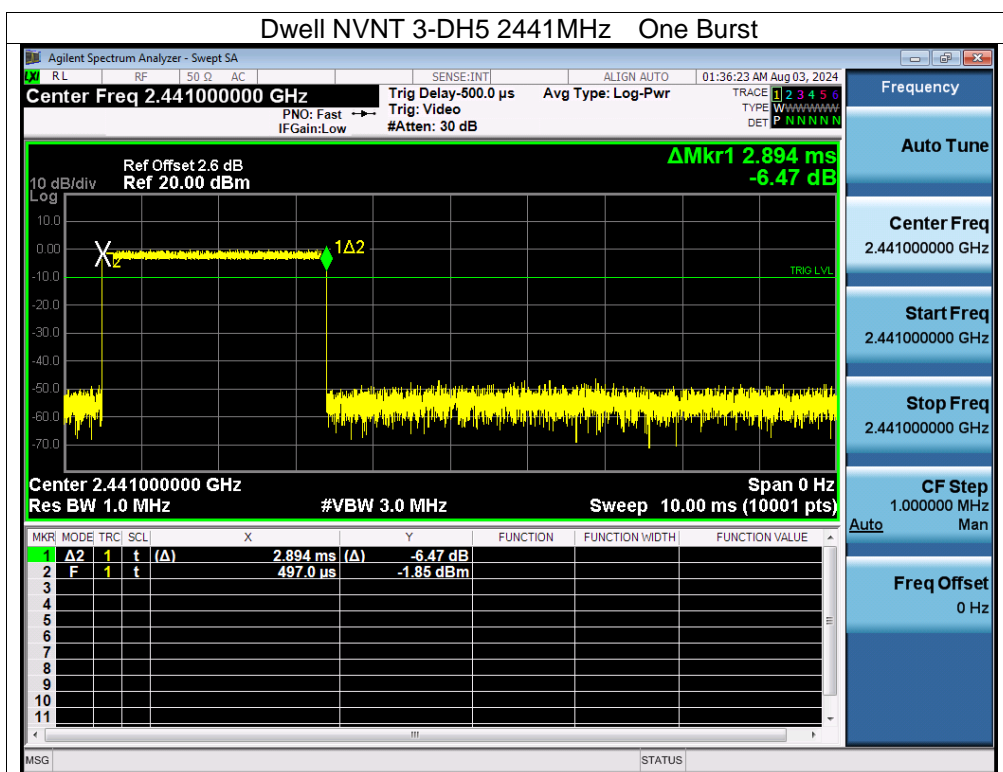 Dwell NVNT 3-DH5 2441MHz One Burst
Agilent Spectrum Analyzer - Swept SA
LXI RL RF 50 Ω AC SENSE:INT ALIGN AUTO 01:36:23 AM Aug 03, 2024
Center Freq 2.441000000 GHz
PNO: Fast
IFGain:Low
Trig Delay-500.0 µs
Trig: Video
#Atten: 30 dB
Avg Type: Log-Pwr
TRACE 1 2 3 4 5 6
TYPE WWWWWW
DET P N N N N N
ΔMkr1 2.894 ms
-6.47 dB
Ref Offset 2.6 dB
10 dB/div Ref 20.00 dBm
Log
10.0
0.00
-10.0
-20.0
-30.0
-40.0
-50.0
-60.0
-70.0
X
2
1Δ2
TRIG LVL
Center 2.441000000 GHz Span 0 Hz
Res BW 1.0 MHz #VBW 3.0 MHz Sweep 10.00 ms (10001 pts)
MKR MODE TRC SCL X Y FUNCTION FUNCTION WIDTH FUNCTION VALUE
1 Δ2 1 t (Δ) 2.894 ms (Δ) -6.47 dB
2 F 1 t 497.0 µs -1.85 dBm
3
4
5
6
7
8
9
10
11
MSG STATUS
Frequency
Auto Tune
Center Freq
2.441000000 GHz
Start Freq
2.441000000 GHz
Stop Freq
2.441000000 GHz
CF Step
1.000000 MHz
Auto Man
Freq Offset
0 Hz